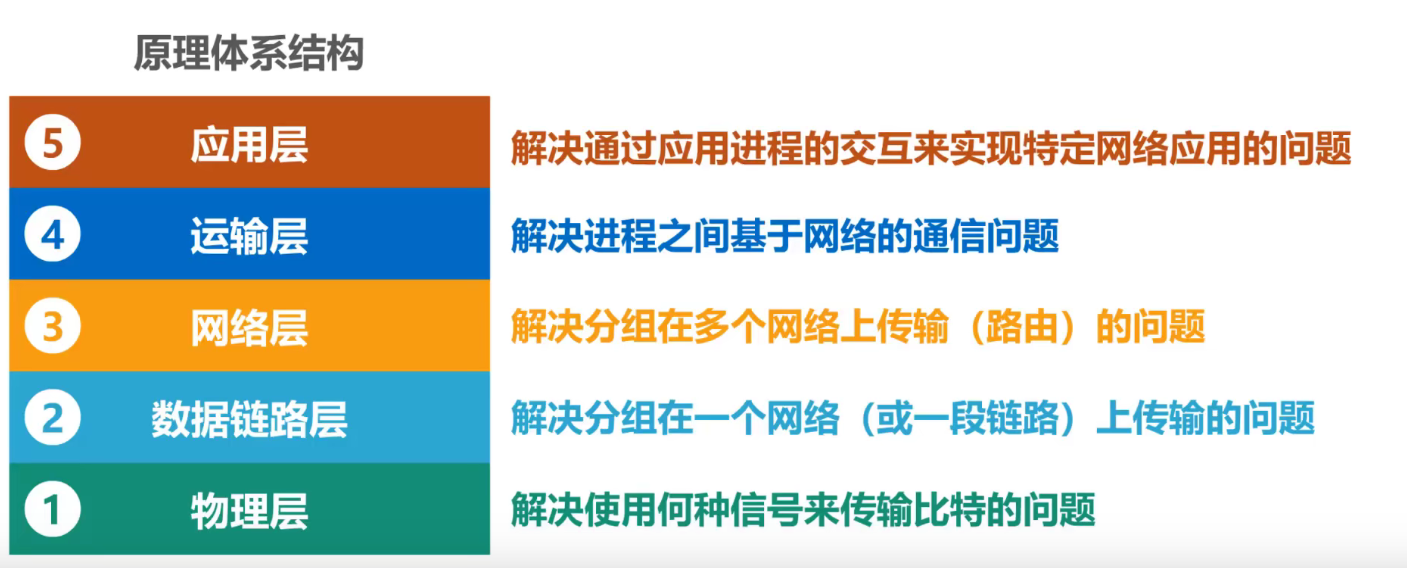 原理体系结构
5 应用层 解决通过应用进程的交互来实现特定网络应用的问题
4 运输层 解决进程之间基于网络的通信问题
3 网络层 解决分组在多个网络上传输（路由）的问题
2 数据链路层 解决分组在一个网络（或一段链路）上传输的问题
1 物理层 解决使用何种信号来传输比特的问题